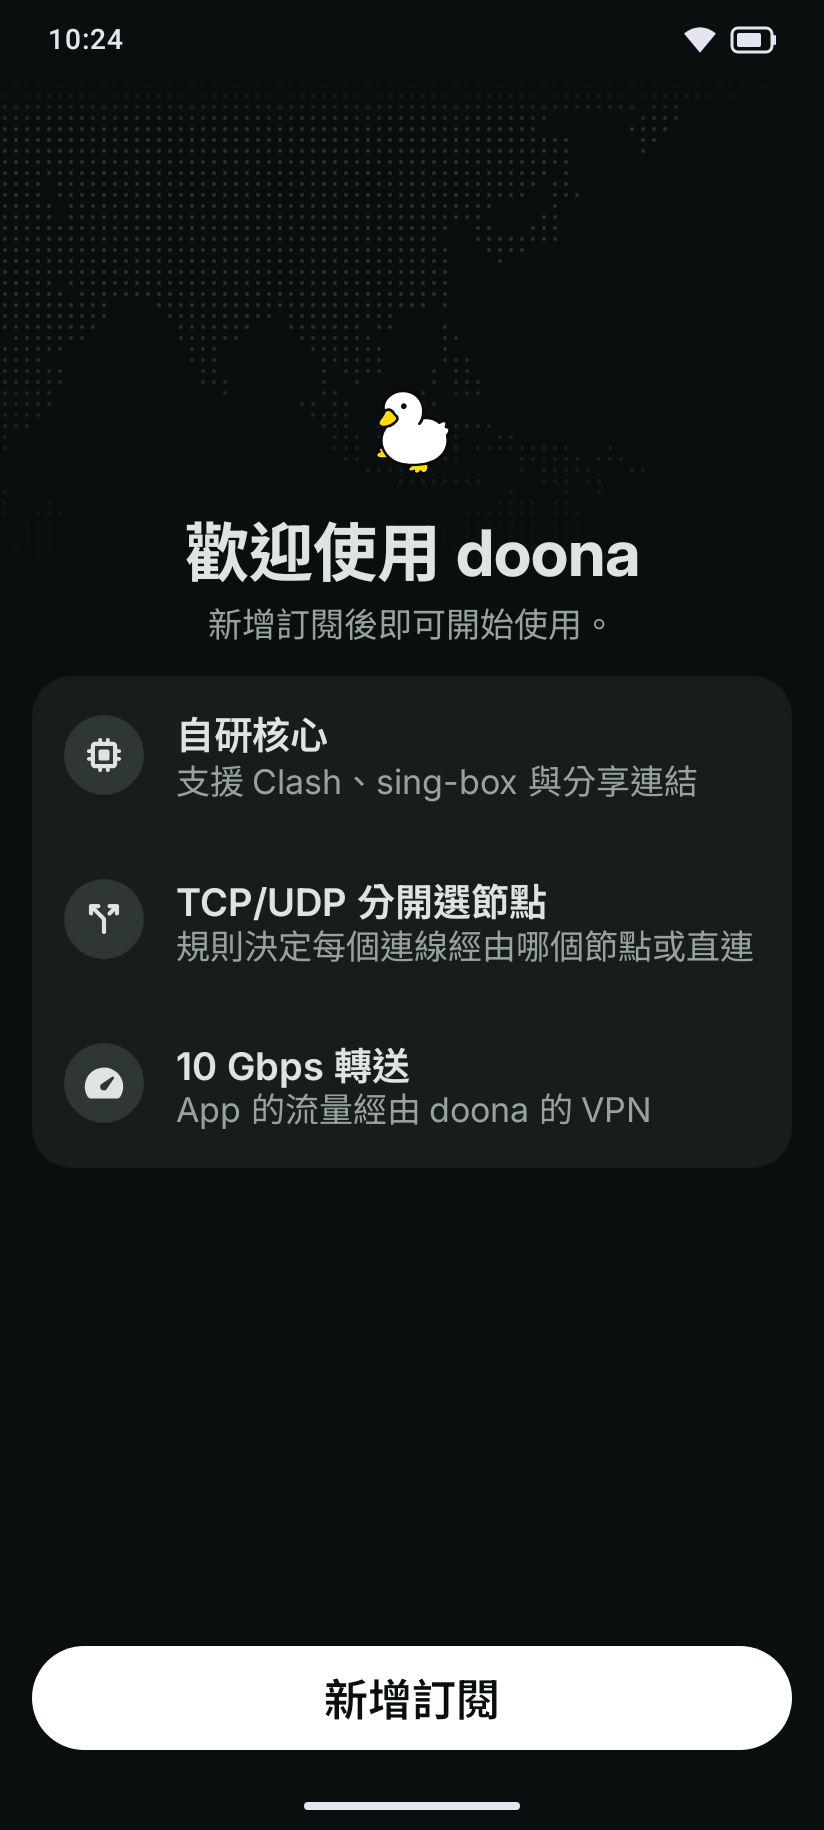 10:24
歡迎使用 doona
新增訂閱後即可開始使用。
自研核心
支援 Clash、sing-box 與分享連結
TCP/UDP 分開選節點
規則決定每個連線經由哪個節點或直連
10 Gbps 轉送
App 的流量經由 doona 的 VPN
新增訂閱